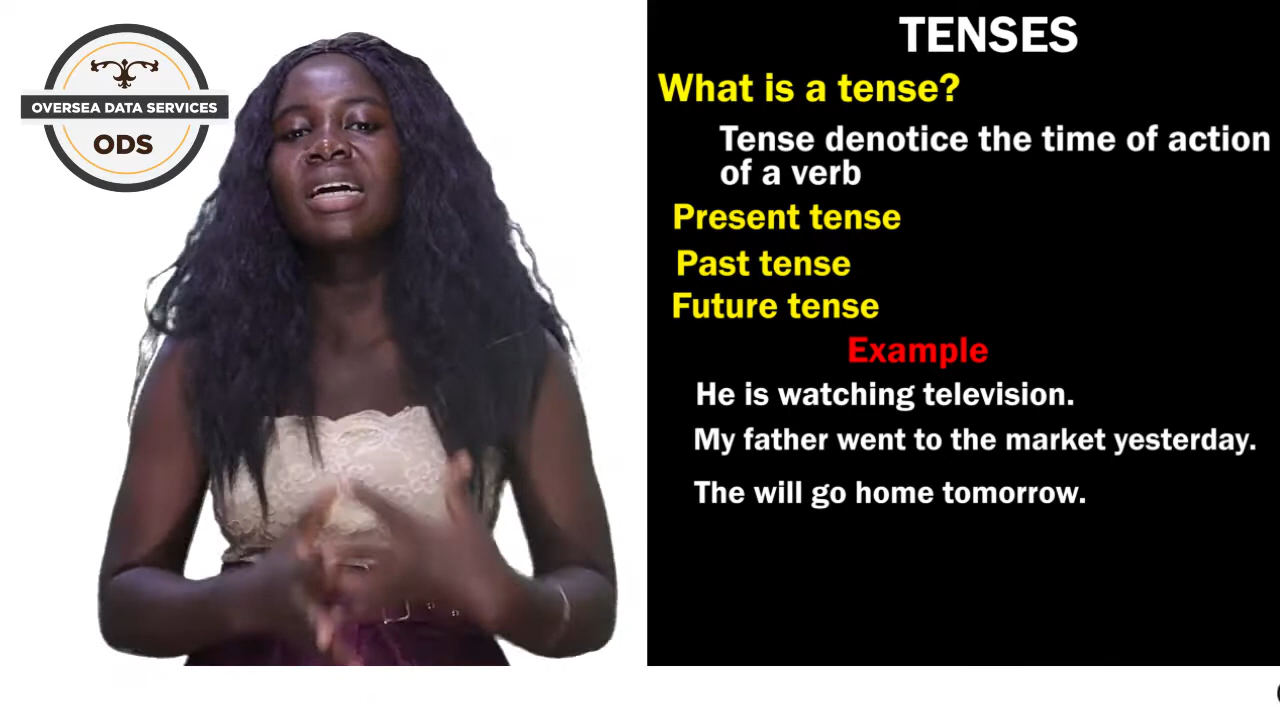 OVERSEA DATA SERVICES
ODS
TENSES
What is a tense?
Tense denotice the time of action
of a verb
Present tense
Past tense
Future tense
Example
He is watching television.
My father went to the market yesterday.
The will go home tomorrow.